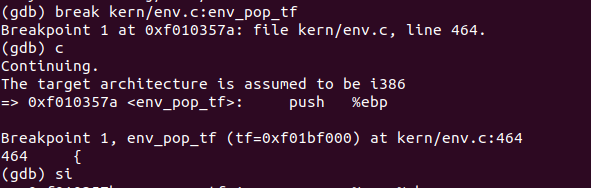 (gdb) break kern/env.c:env_pop_tf
Breakpoint 1 at 0xf010357a: file kern/env.c, line 464.
(gdb) c
Continuing.
The target architecture is assumed to be i386
=> 0xf010357a <env_pop_tf>:     push   %ebp

Breakpoint 1, env_pop_tf (tf=0xf01bf000) at kern/env.c:464
464     {
(gdb) si